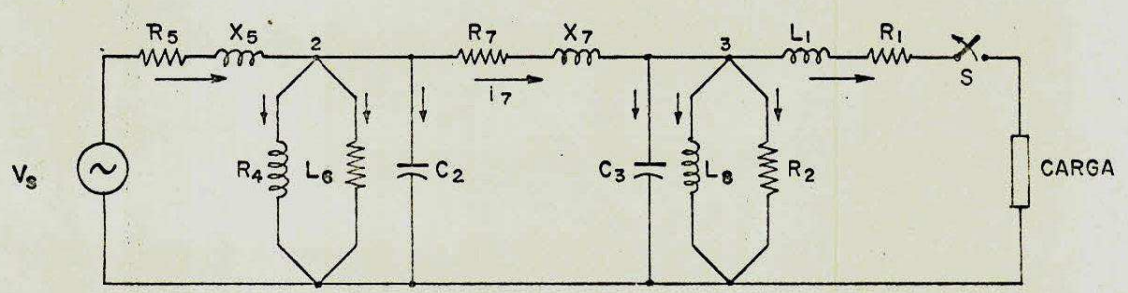 R5 X5 2 R7 X7 3 L1 R1
i7 S
Vs R4 L6 C2 C3 L8 R2 CARGA